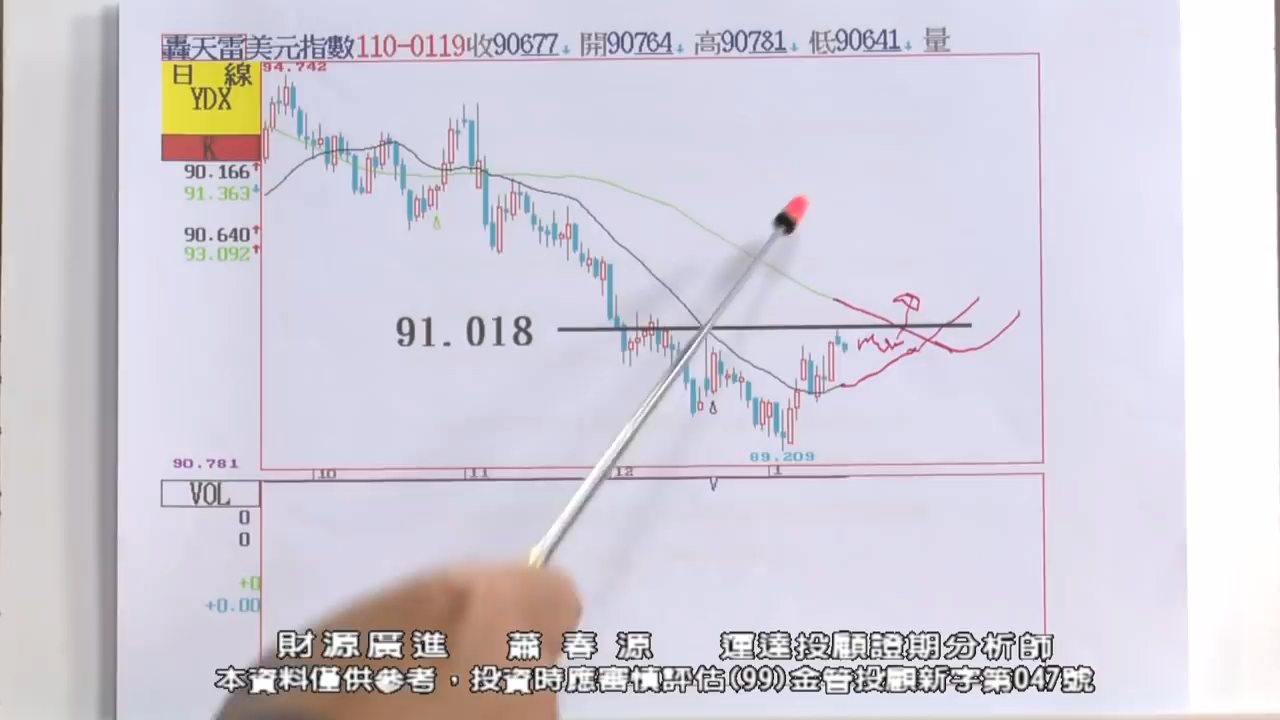 轟天雷美元指數110-0119收90677↓ 開90764↓ 高90781↓ 低90641↓ 量
日 線
YDX
K
94.742
90.166↑
91.363↓
90.640↑
93.092↑
91.018
89.209
90.781
10 11 12 1
VOL
0
0
+0
+0.00
財源廣進 蕭春源 運達投顧證期分析師
本資料僅供參考，投資時應審慎評估(99)金管投顧新字第047號